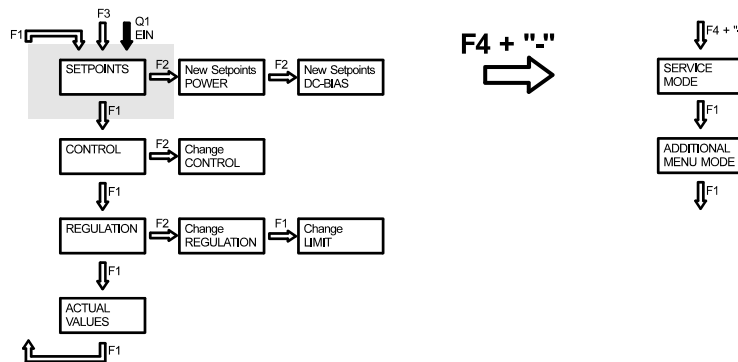 F1
F3
Q1
EIN
SETPOINTS
F2
New Setpoints
POWER
F2
New Setpoints
DC-BIAS
F1
CONTROL
F2
Change
CONTROL
F1
REGULATION
F2
Change
REGULATION
F1
Change
LIMIT
F1
ACTUAL
VALUES
F1
F4 + "-"
F4 + "-
SERVICE
MODE
F1
ADDITIONAL
MENU MODE
F1